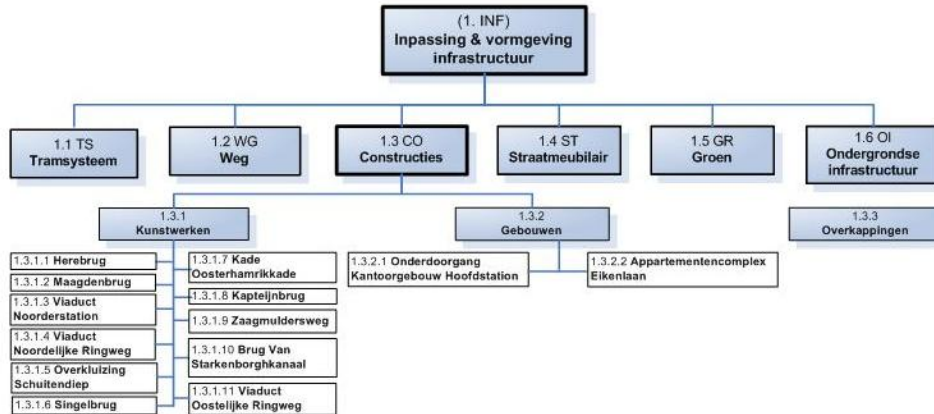 (1. INF)
Inpassing & vormgeving
infrastructuur
1.1 TS
Tramsysteem
1.2 WG
Weg
1.3 CO
Constructies
1.4 ST
Straatmeubilair
1.5 GR
Groen
1.6 OI
Ondergrondse
infrastructuur
1.3.1
Kunstwerken
1.3.2
Gebouwen
1.3.3
Overkappingen
1.3.1.1 Herebrug
1.3.1.2 Maagdenbrug
1.3.1.3 Viaduct
Noorderstation
1.3.1.4 Viaduct
Noordelijke Ringweg
1.3.1.5 Overkluizing
Schuitendiep
1.3.1.6 Singelbrug
1.3.1.7 Kade
Oosterhamrikkade
1.3.1.8 Kapteijnbrug
1.3.1.9 Zaagmuldersweg
1.3.1.10 Brug Van
Starkenborghkanaal
1.3.1.11 Viaduct
Oostelijke Ringweg
1.3.2.1 Onderdoorgang
Kantoorgebouw Hoofdstation
1.3.2.2 Appartementencomplex
Eikenlaan